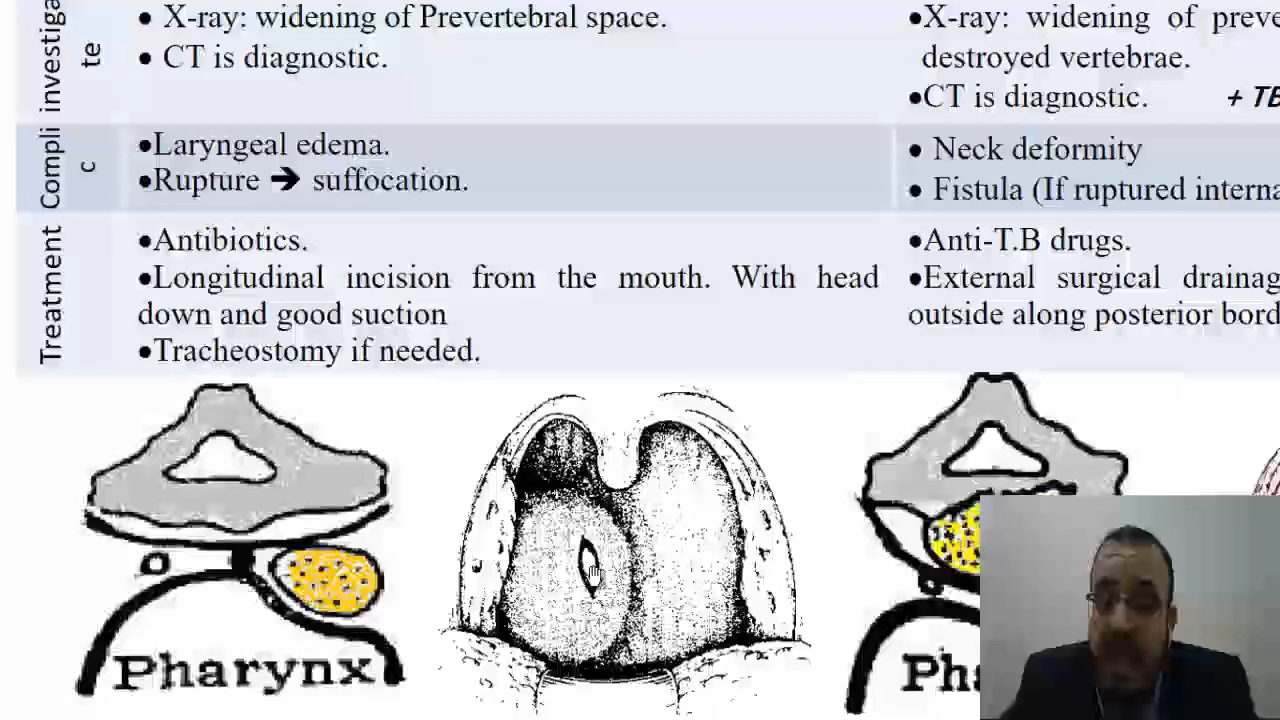 investiga
te
• X-ray: widening of Prevertebral space.
• CT is diagnostic.
•X-ray: widening of preve
destroyed vertebrae.
•CT is diagnostic. + TB
Compli
c
•Laryngeal edema.
•Rupture ➔ suffocation.
• Neck deformity
• Fistula (If ruptured interna
Treatment
•Antibiotics.
•Longitudinal incision from the mouth. With head
down and good suction
•Tracheostomy if needed.
•Anti-T.B drugs.
•External surgical drainag
outside along posterior bord
Pharynx
Pha